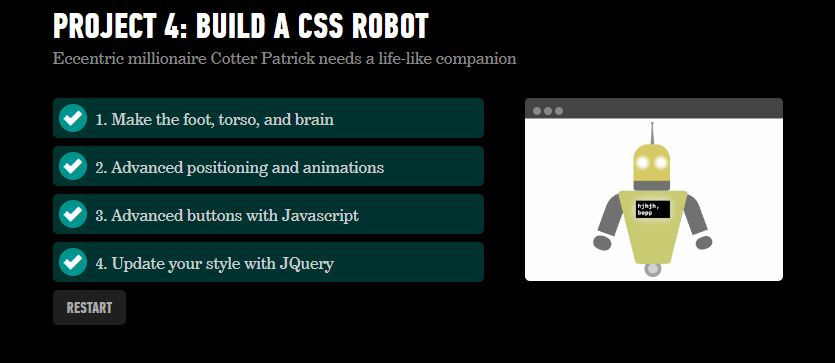 PROJECT 4: BUILD A CSS ROBOT
Eccentric millionaire Cotter Patrick needs a life-like companion
1. Make the foot, torso, and brain
2. Advanced positioning and animations
3. Advanced buttons with Javascript
4. Update your style with JQuery
RESTART
hjhjh,
bepp